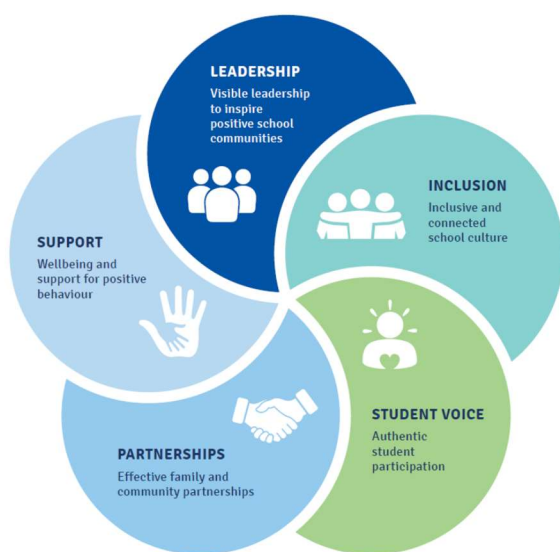 LEADERSHIP
Visible leadership
to inspire
positive school
communities
INCLUSION
Inclusive and
connected
school culture
STUDENT VOICE
Authentic
student
participation
PARTNERSHIPS
Effective family and
community partnerships
SUPPORT
Wellbeing and
support for positive
behaviour